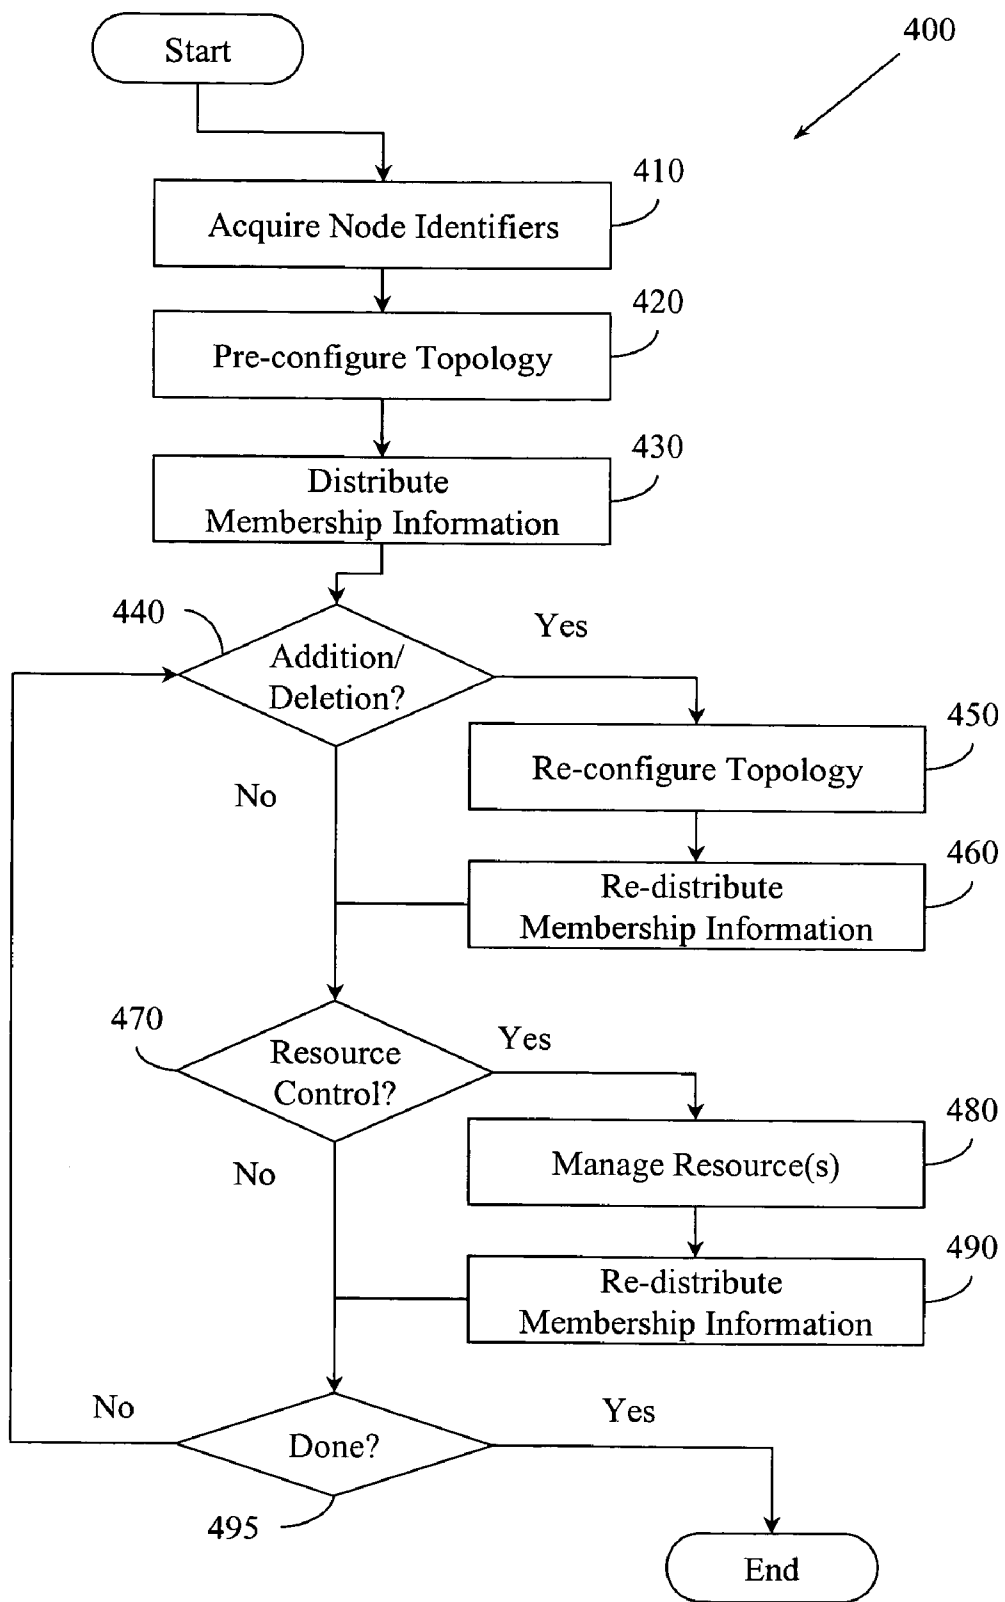 Start
400
410
Acquire Node Identifiers
420
Pre-configure Topology
430
Distribute
Membership Information
440
Yes
Addition/
Deletion?
450
Re-configure Topology
No
460
Re-distribute
Membership Information
470
Yes
Resource
Control?
480
Manage Resource(s)
No
490
Re-distribute
Membership Information
No
Yes
Done?
495
End